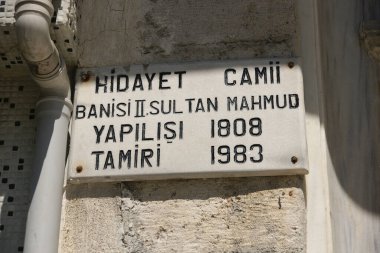 HİDAYET CAMİİ
BANİSİ II.SULTAN MAHMUD
YAPILIŞI 1808
TAMİRİ 1983